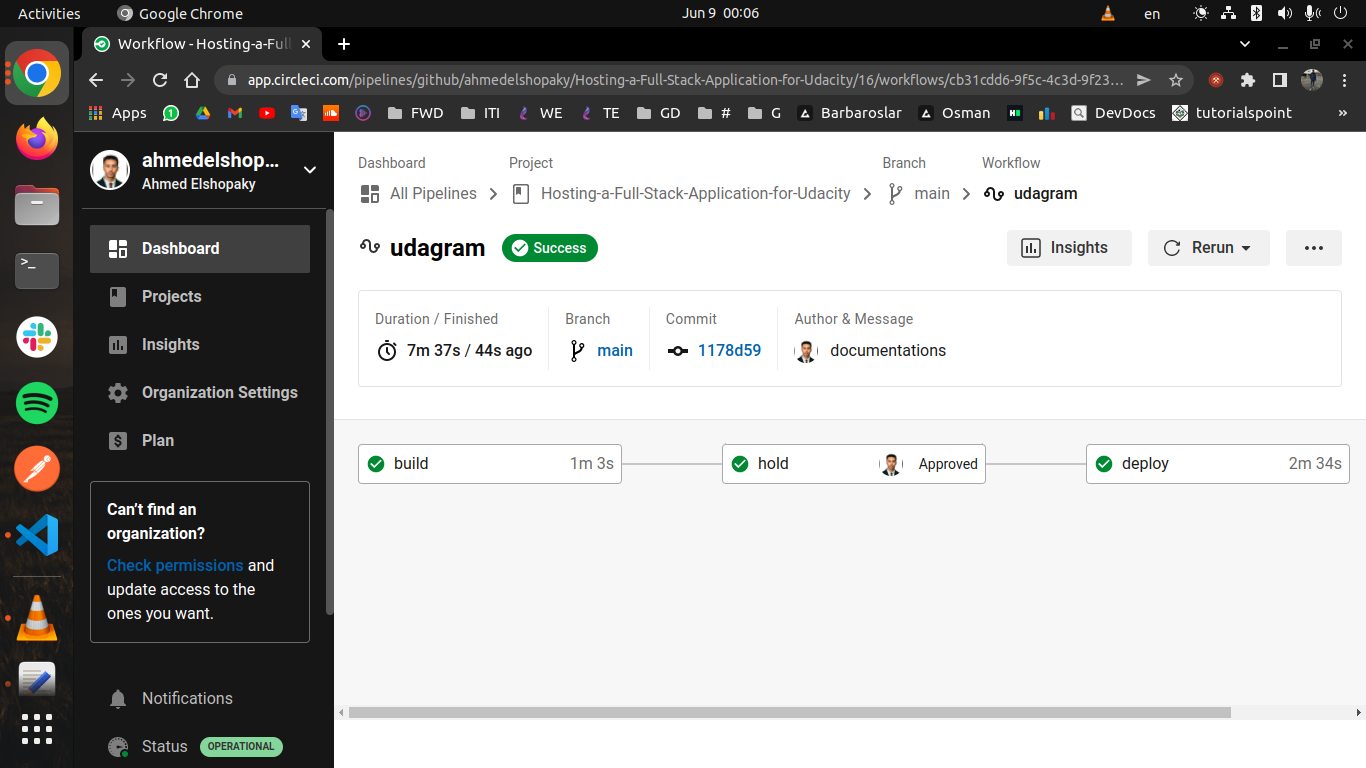 Activities Google Chrome Jun 9 00:06 en
Workflow - Hosting-a-Full
app.circleci.com/pipelines/github/ahmedelshopaky/Hosting-a-Full-Stack-Application-for-Udacity/16/workflows/cb31cdd6-9f5c-4c3d-9f23...
Apps 1 FWD ITI WE TE GD # G Barbaroslar Osman DevDocs tutorialspoint »
ahmedelshop...
Ahmed Elshopaky
Dashboard
Projects
Insights
Organization Settings
Plan
Can't find an
organization?
Check permissions and
update access to the
ones you want.
Notifications
Status OPERATIONAL
Dashboard Project Branch Workflow
All Pipelines Hosting-a-Full-Stack-Application-for-Udacity main udagram
udagram Success Insights Rerun
Duration / Finished Branch Commit Author & Message
7m 37s / 44s ago main 1178d59 documentations
build 1m 3s hold Approved deploy 2m 34s